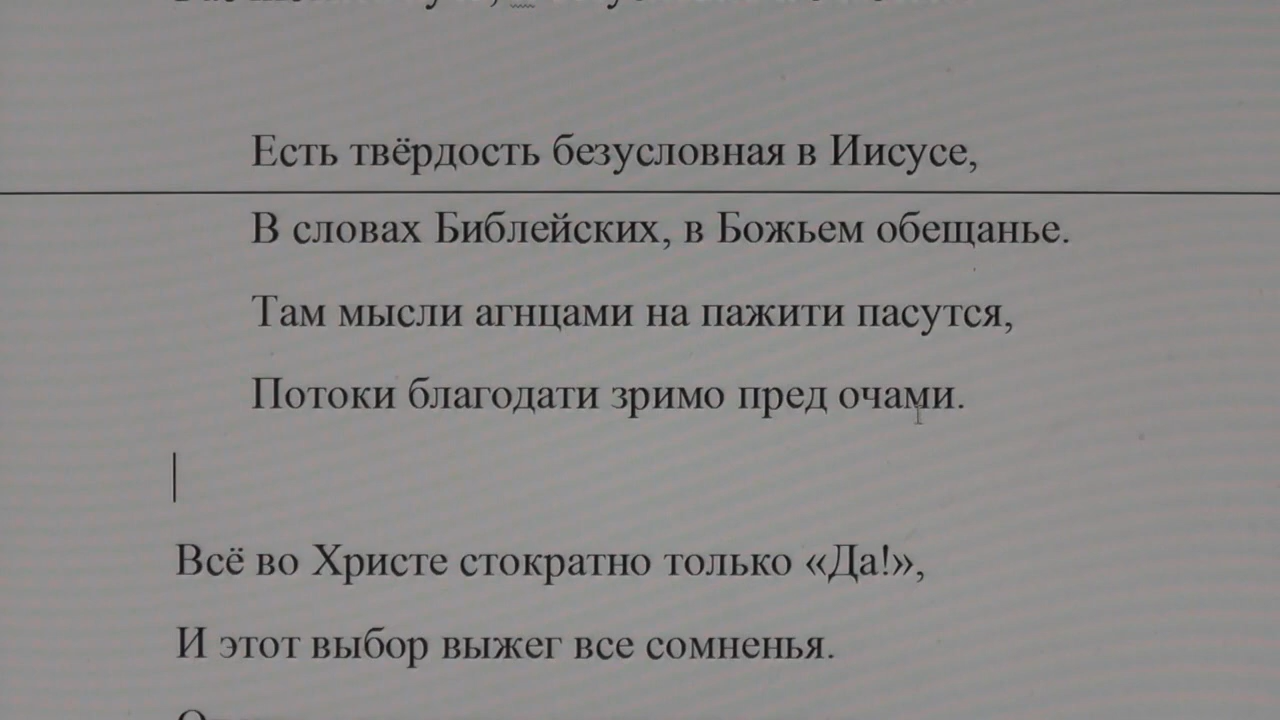 Есть твёрдость безусловная в Иисусе,
В словах Библейских, в Божьем обещанье.
Там мысли агнцами на пажити пасутся,
Потоки благодати зримо пред очами.
Всё во Христе стократно только «Да!»,
И этот выбор выжег все сомненья.